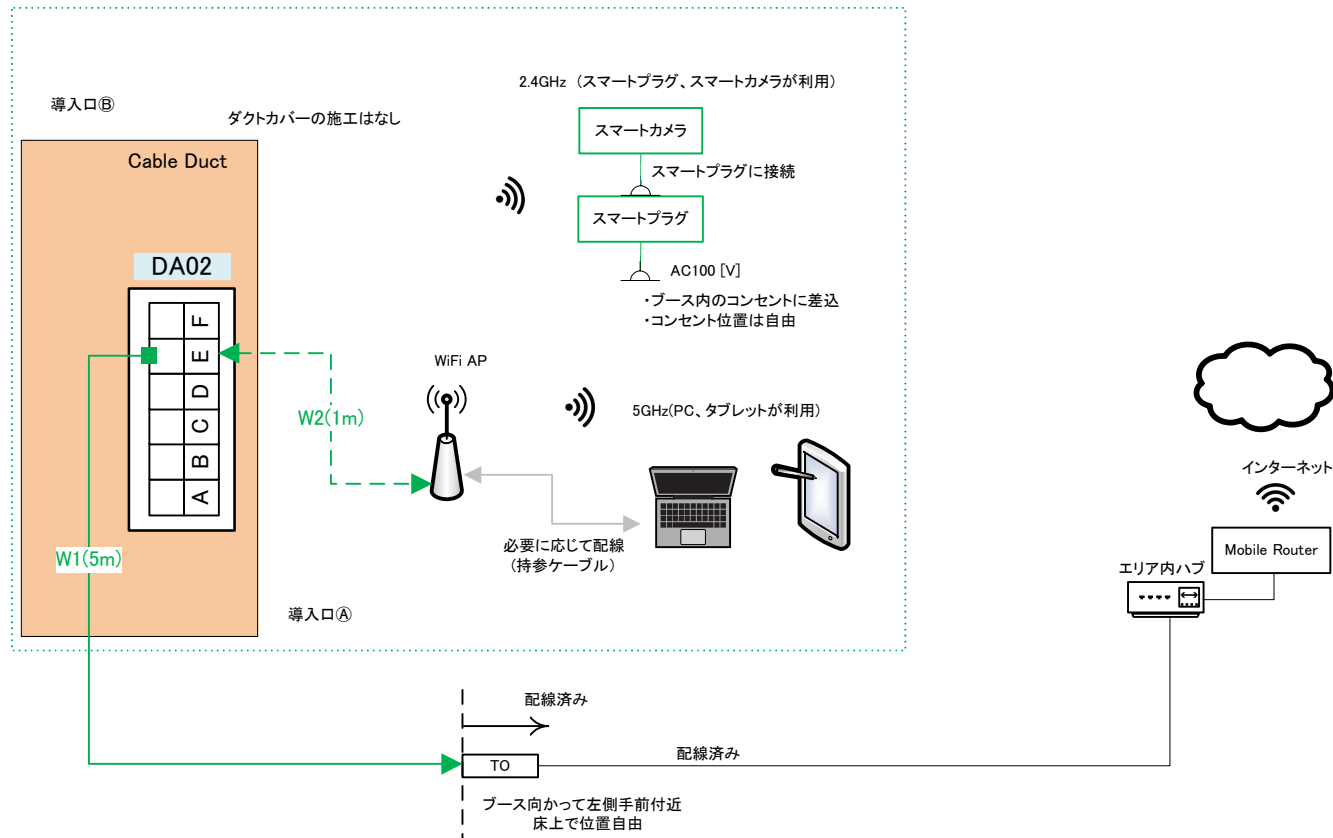 2.4GHz (スマートプラグ、スマートカメラが利用)
導入口Ⓑ
ダクトカバーの施工はなし
スマートカメラ
Cable Duct
スマートプラグに接続
スマートプラグ
DA02
AC100 [V]
・ブース内のコンセントに差込
・コンセント位置は自由
F
E
D
C
B
A
WiFi AP
W2(1m)
5GHz(PC、タブレットが利用)
インターネット
必要に応じて配線
(持参ケーブル)
Mobile Router
W1(5m)
エリア内ハブ
導入口Ⓐ
配線済み
配線済み
TO
ブース向かって左側手前付近
床上で位置自由